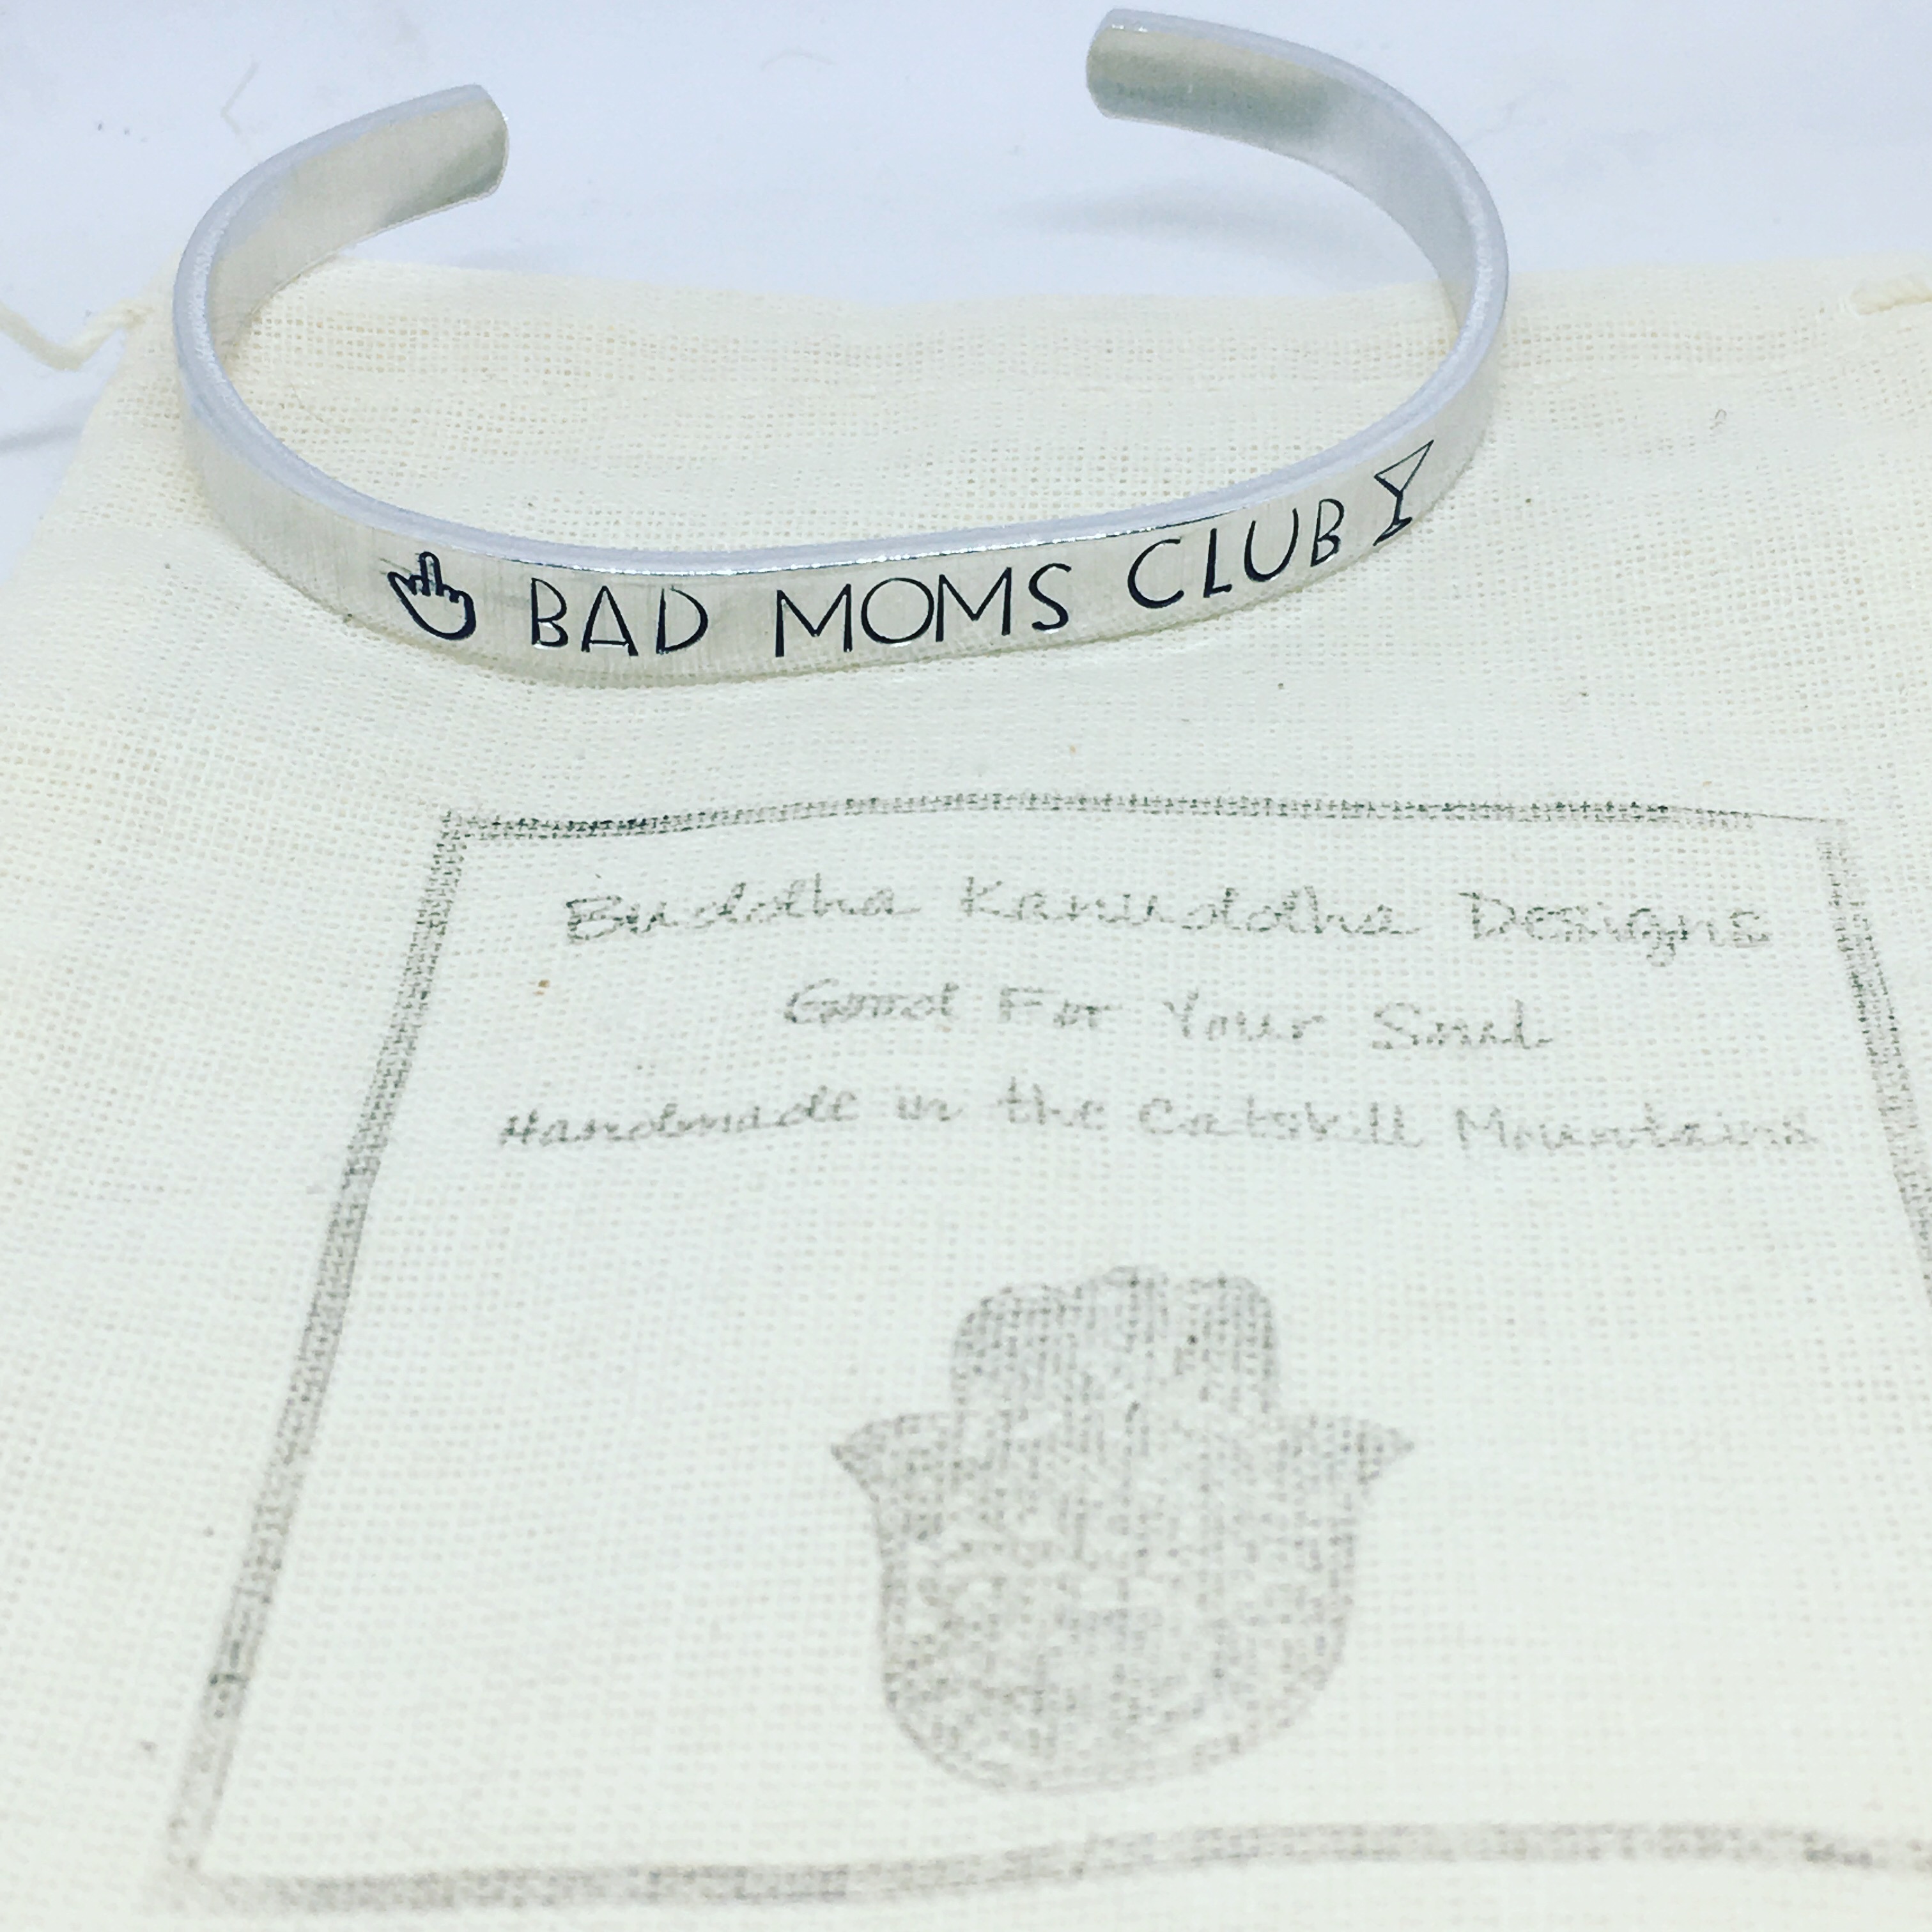 BAD MOMS CLUB
Buddha Kanuddha Designs
Good For Your Soul
Handmade in the Catskill Mountains